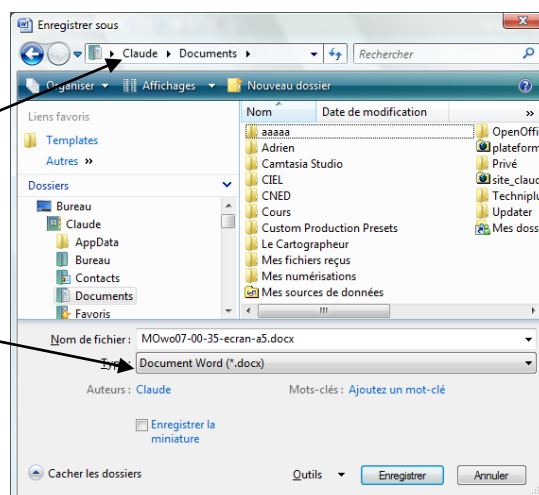 Enregistrer sous
Claude Documents
Rechercher
Organiser Affichages Nouveau dossier
Liens favoris
Templates
Autres »
Dossiers
Bureau
Claude
AppData
Bureau
Contacts
Documents
Favoris
Nom Date de modification »
aaaaa
Adrien
Camtasia Studio
CIEL
CNED
Cours
Custom Production Presets
Le Cartographeur
Mes fichiers reçus
Mes numérisations
Mes sources de données
OpenOffi
plateform
Privé
site_claud
Techniplu
Updater
Mes doss
Nom de fichier : MOwo07-00-35-ecran-a5.docx
Type : Document Word (*.docx)
Auteurs : Claude Mots-clés : Ajoutez un mot-clé
Enregistrer la
miniature
Cacher les dossiers Outils Enregistrer Annuler